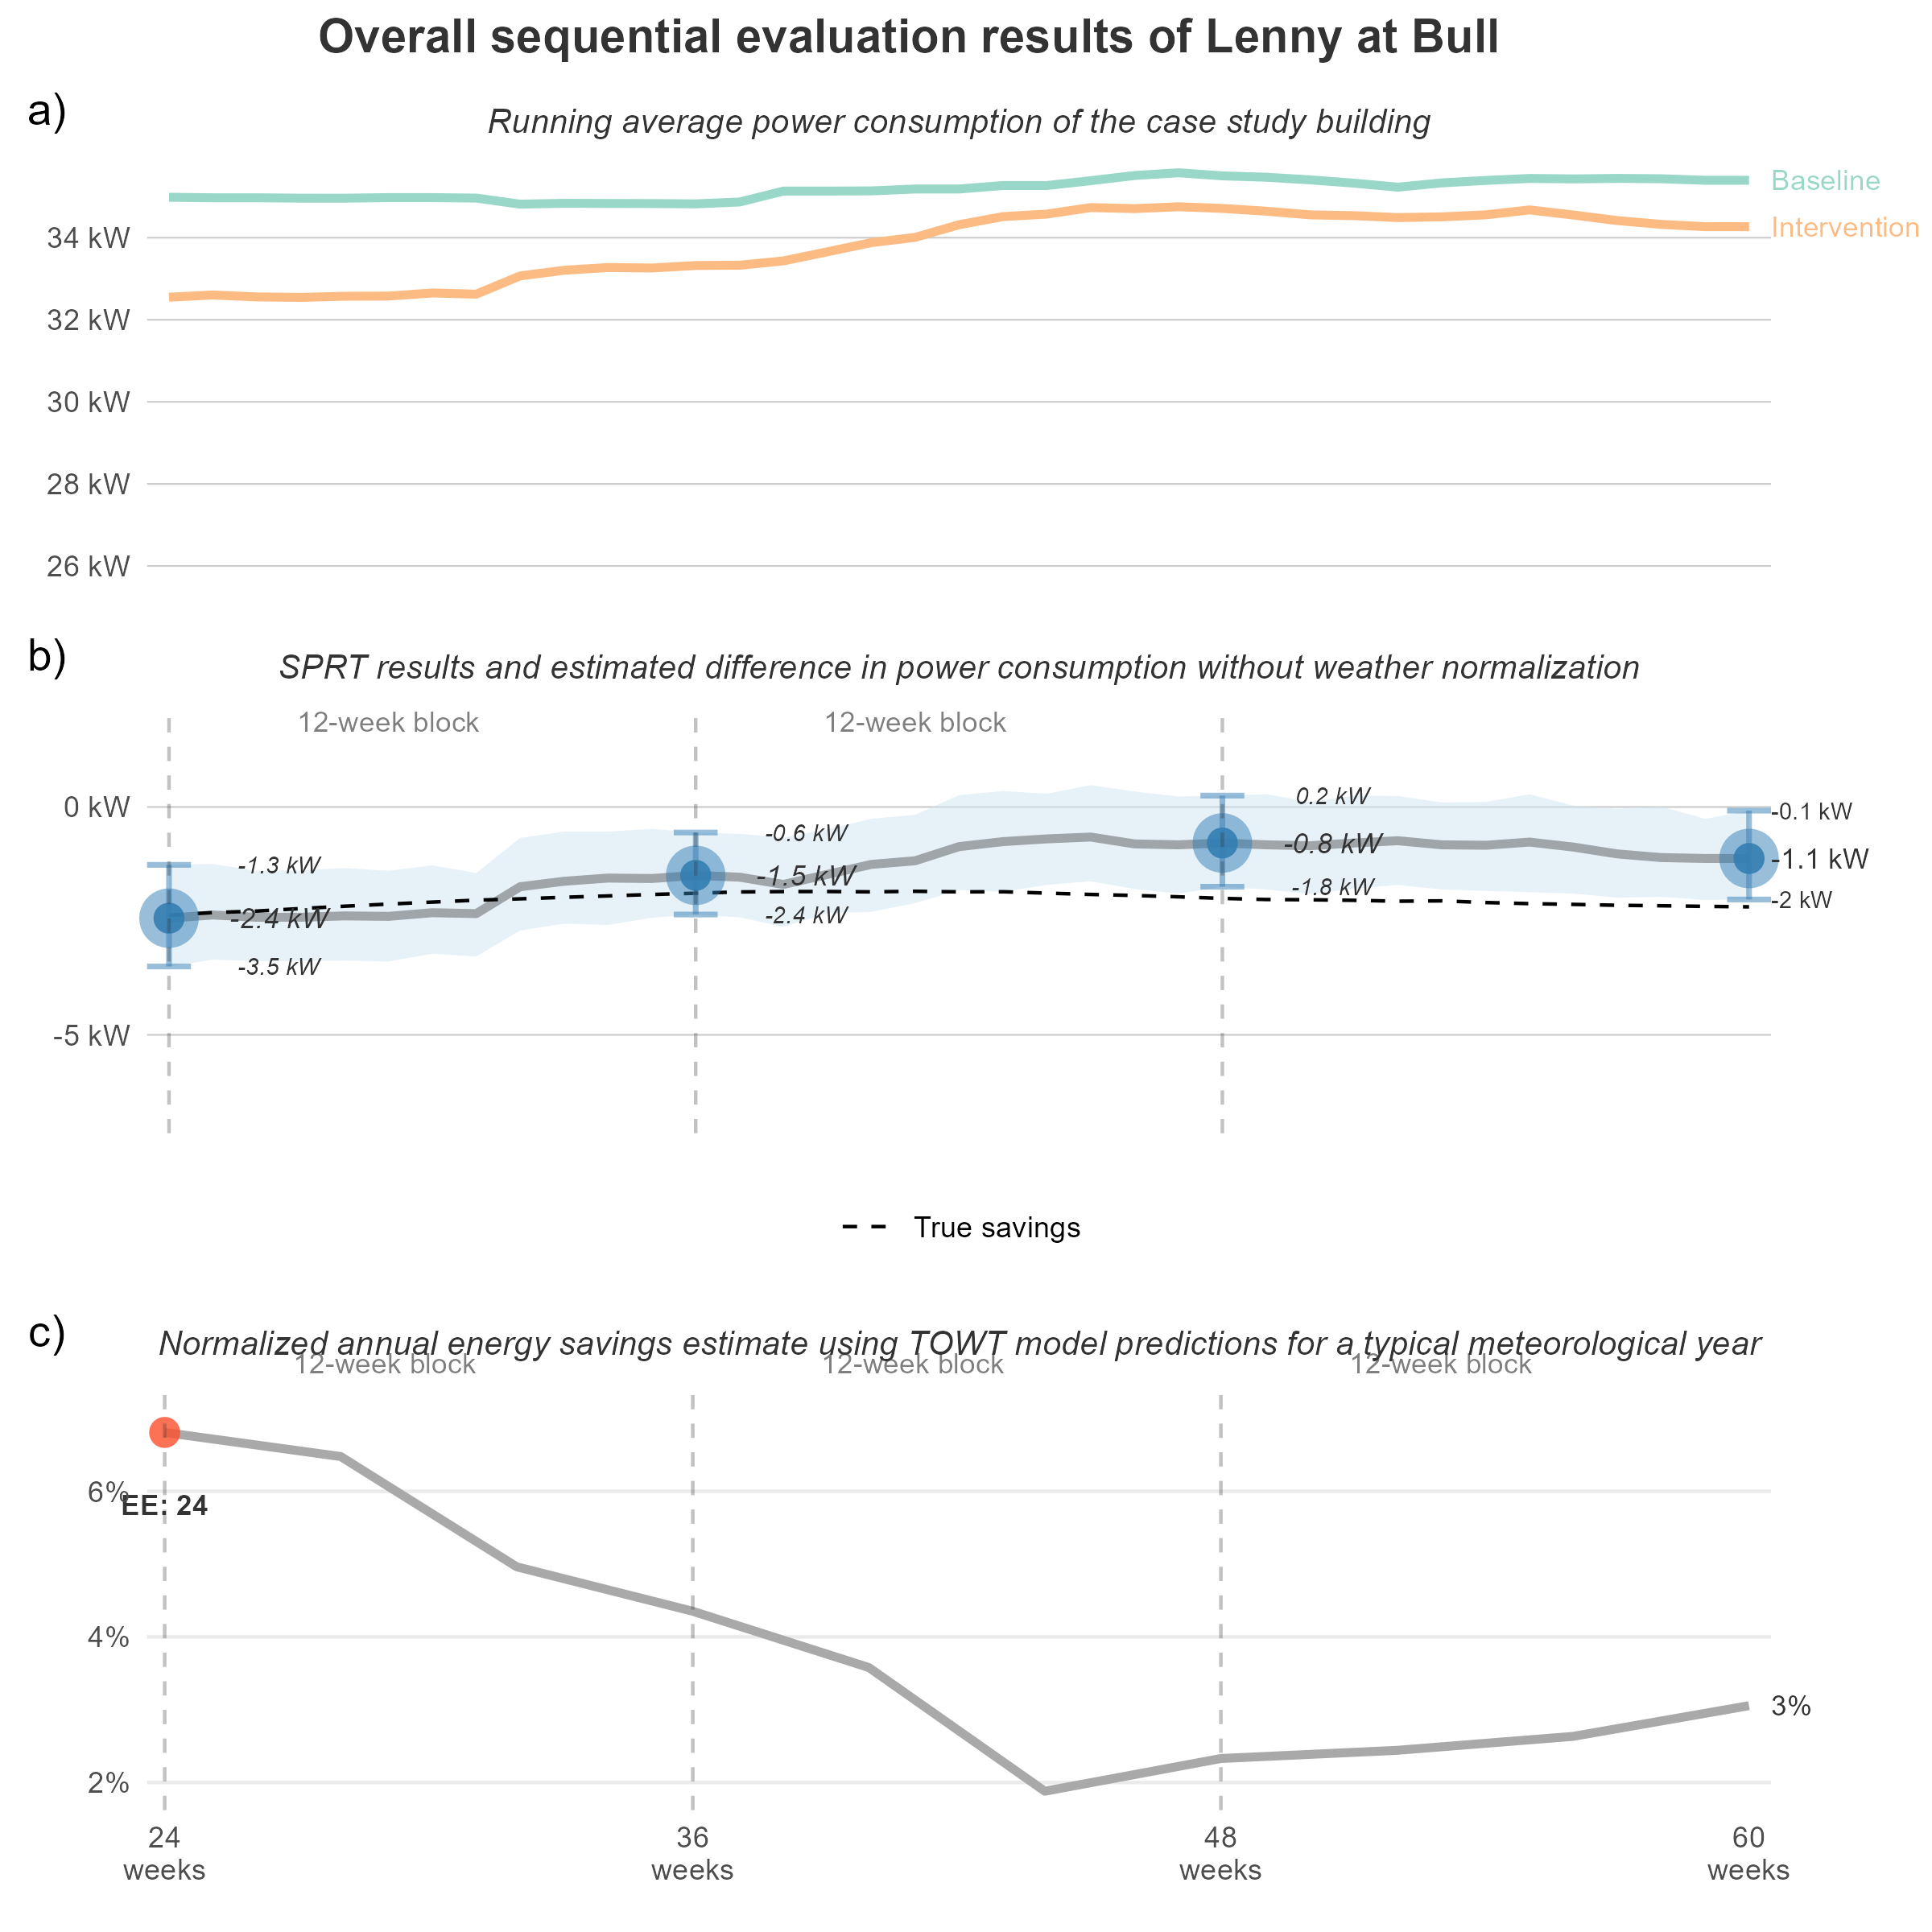 Overall sequential evaluation results of Lenny at Bull
a)
Running average power consumption of the case study building
Baseline
Intervention
34 kW
32 kW
30 kW
28 kW
26 kW
b)
SPRT results and estimated difference in power consumption without weather normalization
12-week block
12-week block
0 kW
-5 kW
-1.3 kW
-2.4 kW
-3.5 kW
-0.6 kW
-1.5 kW
-2.4 kW
0.2 kW
-0.8 kW
-1.8 kW
-0.1 kW
-1.1 kW
-2 kW
True savings
c)
Normalized annual energy savings estimate using TOWT model predictions for a typical meteorological year
12-week block
12-week block
12-week block
6%
EE: 24
4%
2%
3%
24
weeks
36
weeks
48
weeks
60
weeks